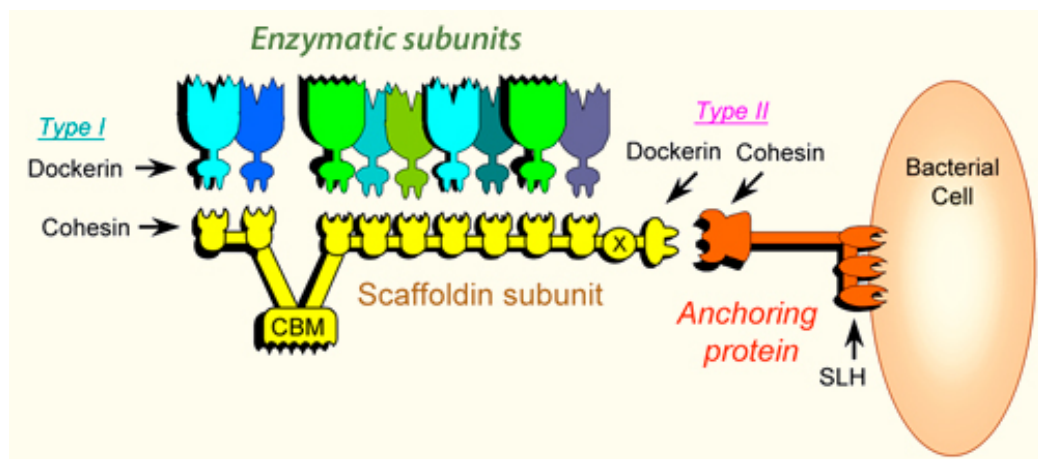 Enzymatic subunits
Type I
Dockerin
Cohesin
Type II
Dockerin
Cohesin
Bacterial
Cell
X
Scaffoldin subunit
CBM
Anchoring
protein
SLH